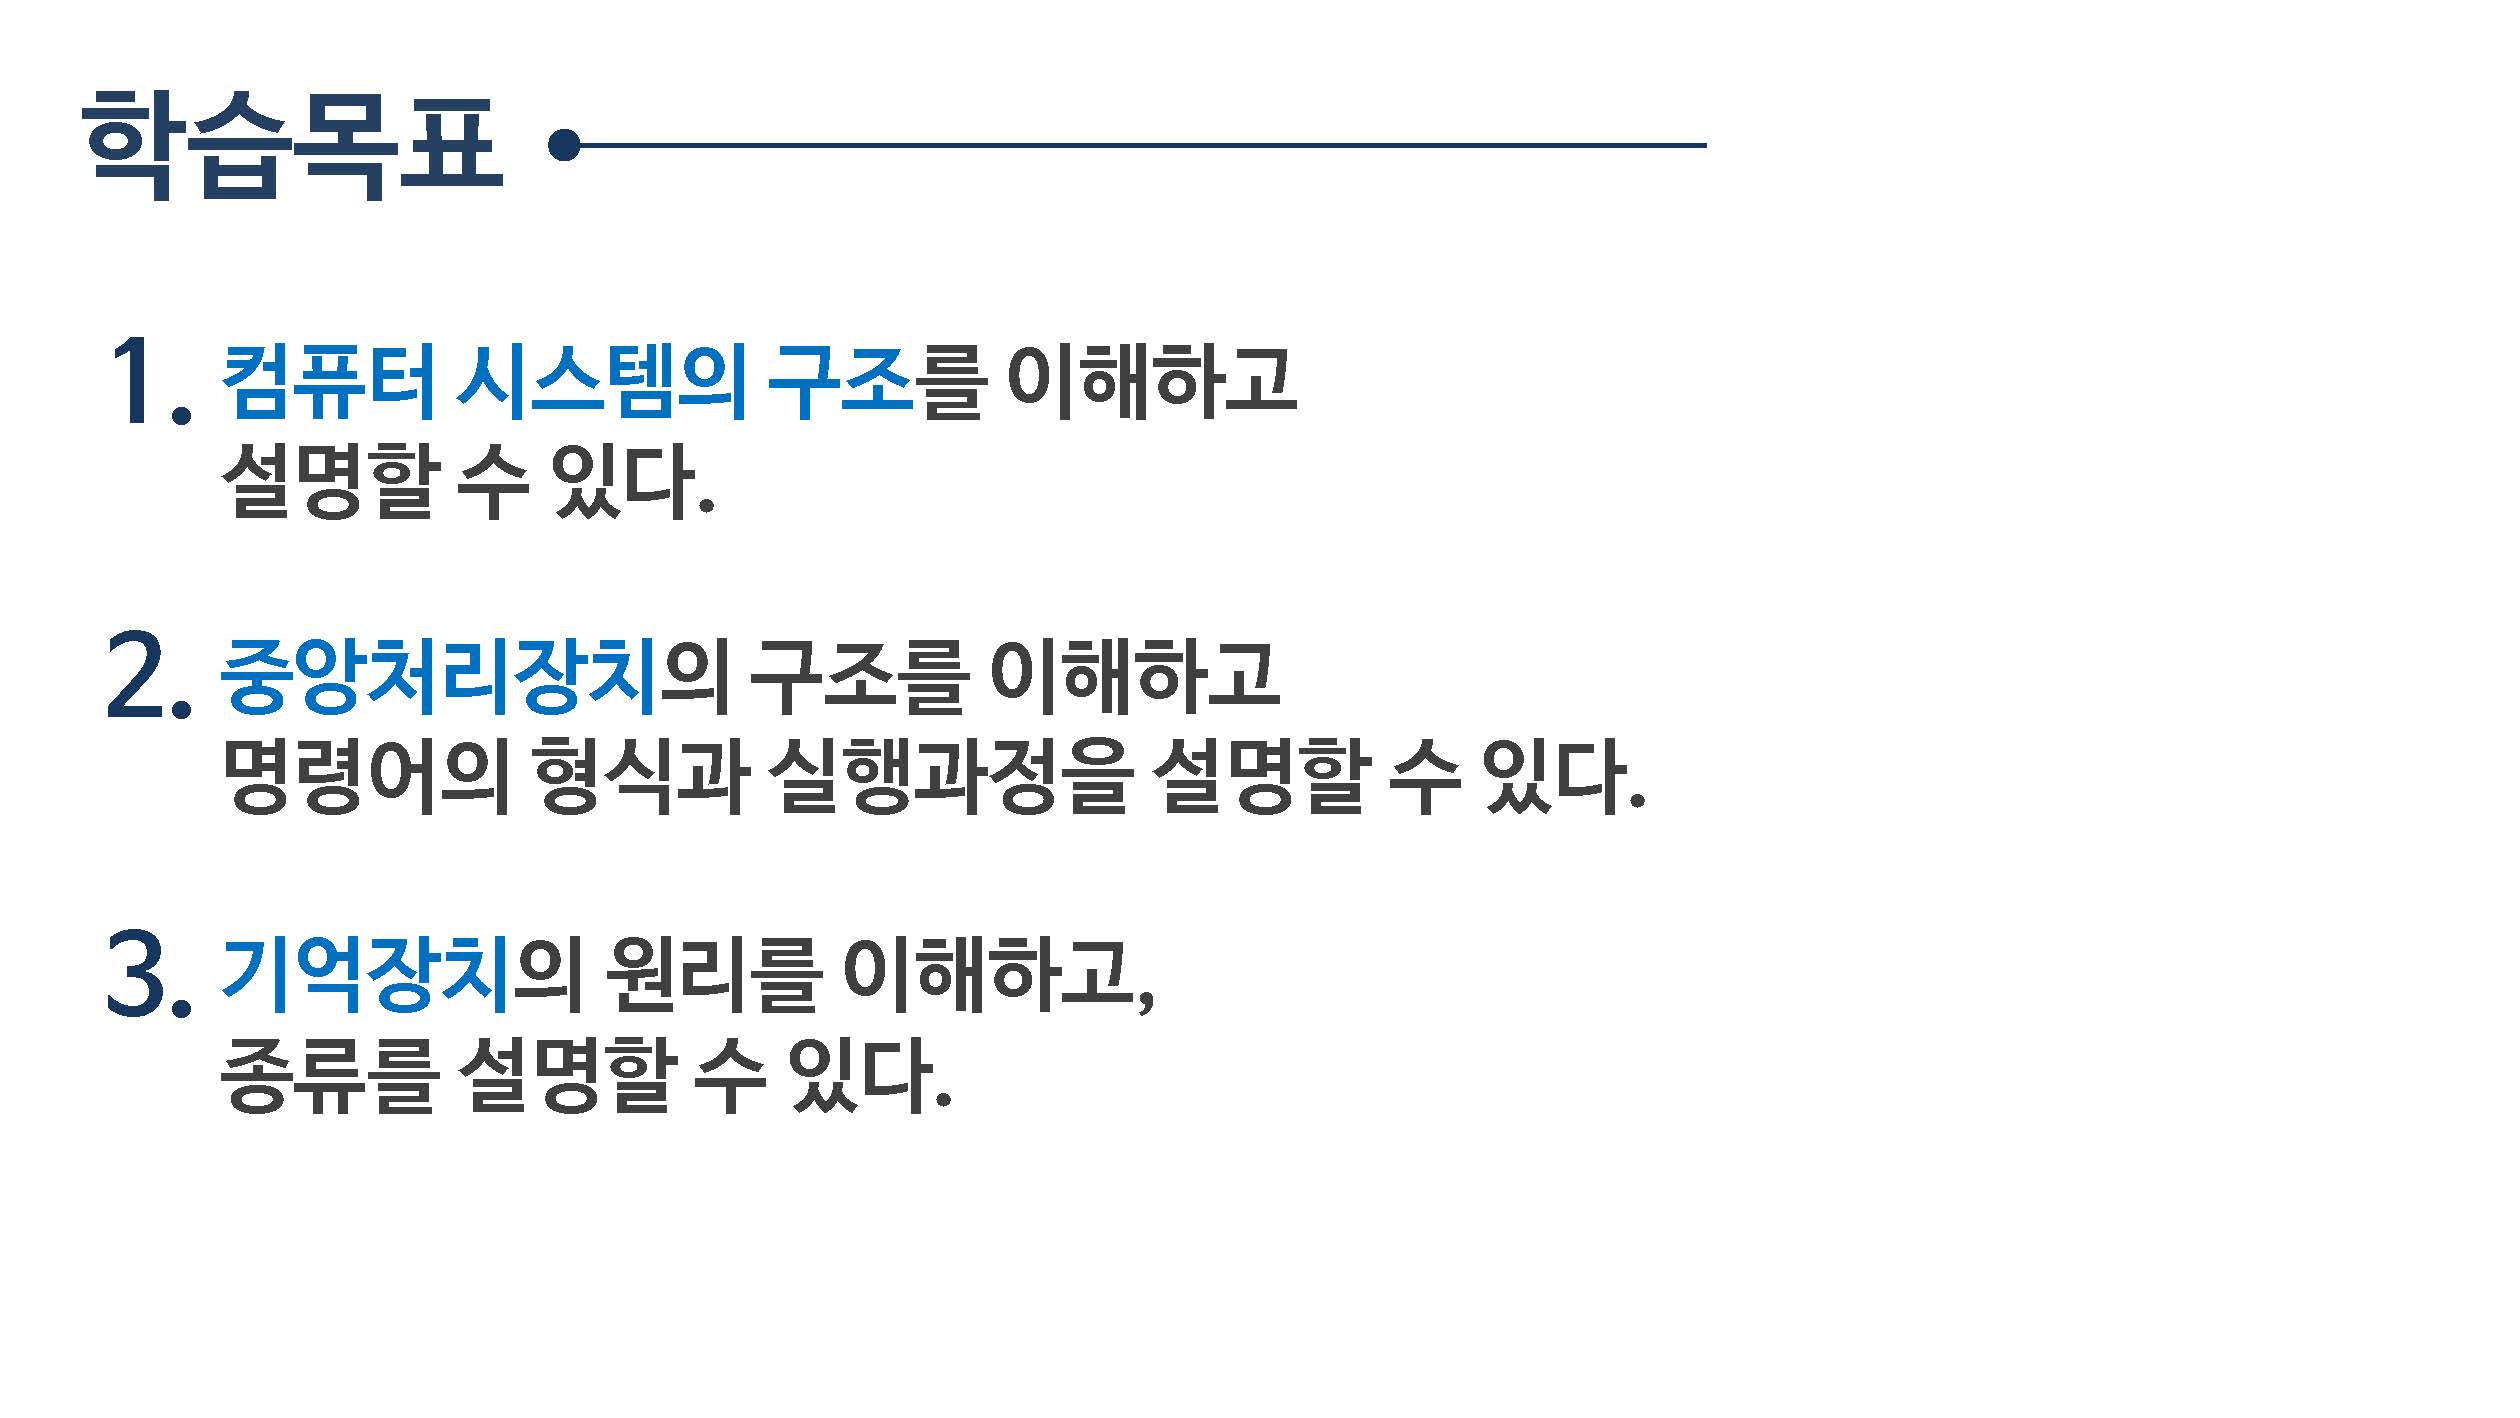 학습목표
1. 컴퓨터 시스템의 구조를 이해하고
설명할 수 있다.
2. 중앙처리장치의 구조를 이해하고
명령어의 형식과 실행과정을 설명할 수 있다.
3. 기억장치의 원리를 이해하고,
종류를 설명할 수 있다.